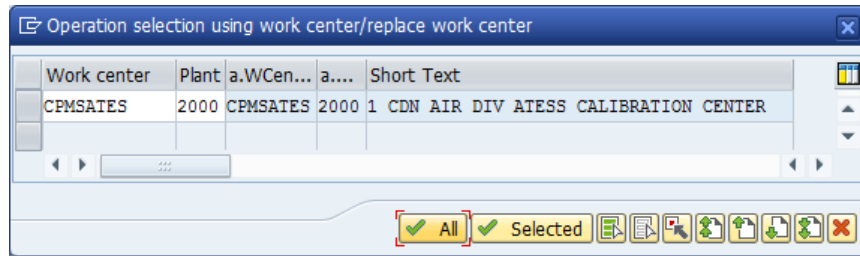 Operation selection using work center/replace work center
Work center Plant a.WCen... a.... Short Text
CPMSATES 2000 CPMSATES 2000 1 CDN AIR DIV ATESS CALIBRATION CENTER
All Selected